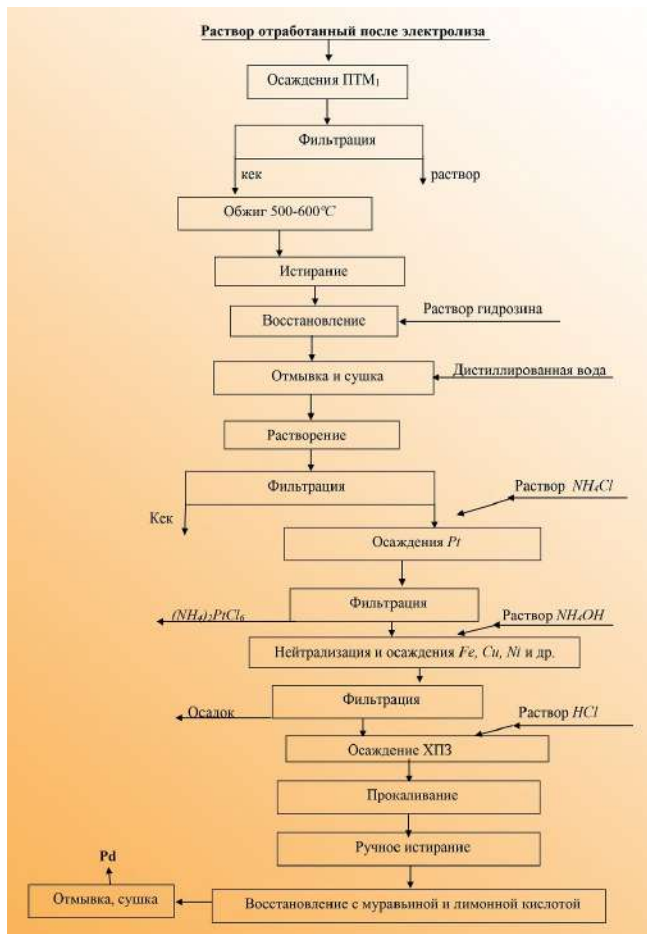 Раствор отработанный после электролиза
Осаждения ПТМ₁
Фильтрация
кек
раствор
Обжиг 500-600°С
Истирание
Раствор гидрозина
Восстановление
Отмывка и сушка
Дистиллированная вода
Растворение
Фильтрация
Раствор NH₄Cl
Кек
Осаждения Pt
Фильтрация
(NH₄)₂PtCl₆
Раствор NH₄OH
Нейтрализация и осаждения Fe, Cu, Ni и др.
Фильтрация
Осадок
Раствор HCl
Осаждение ХПЗ
Прокаливание
Ручное истирание
Pd
Отмывка, сушка
Восстановление с муравьиной и лимонной кислотой